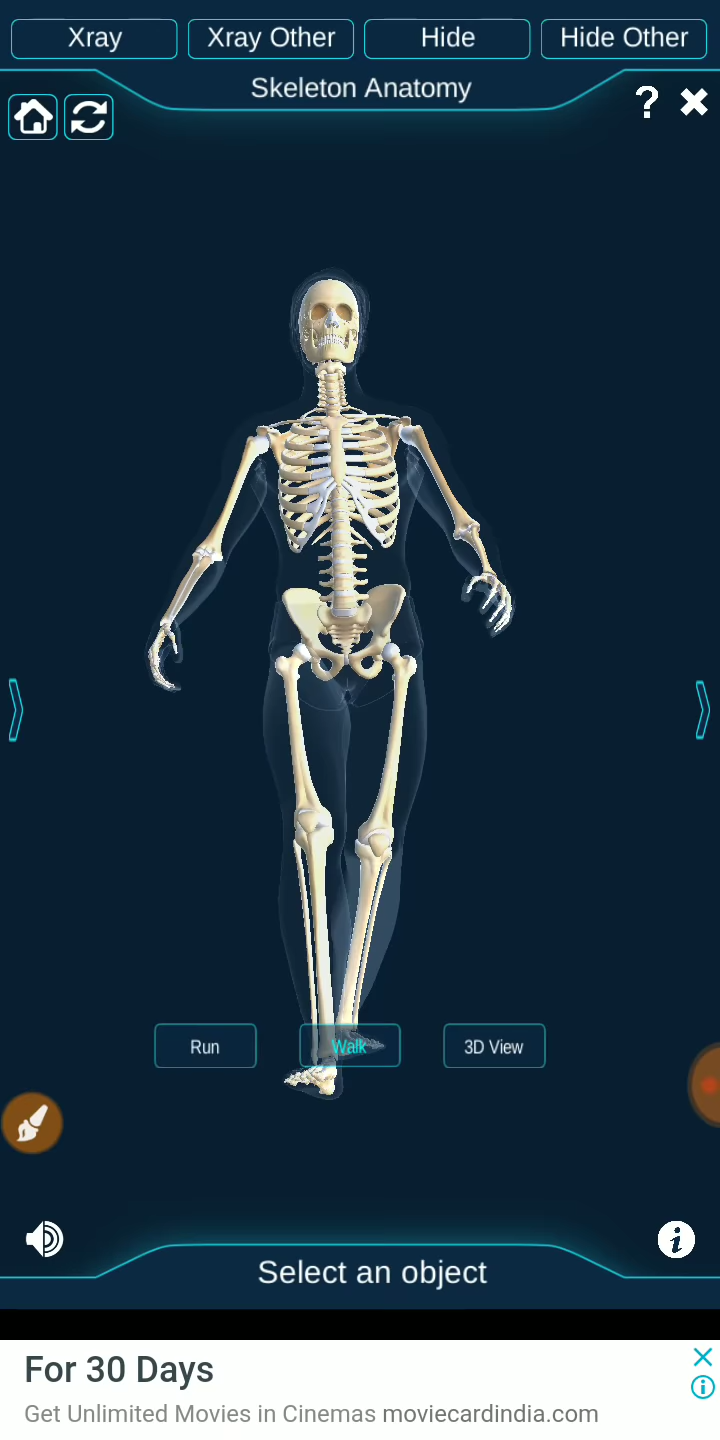 Xray
Xray Other
Hide
Hide Other
Skeleton Anatomy
?
Run
Walk
3D View
Select an object
For 30 Days
Get Unlimited Movies in Cinemas moviecardindia.com